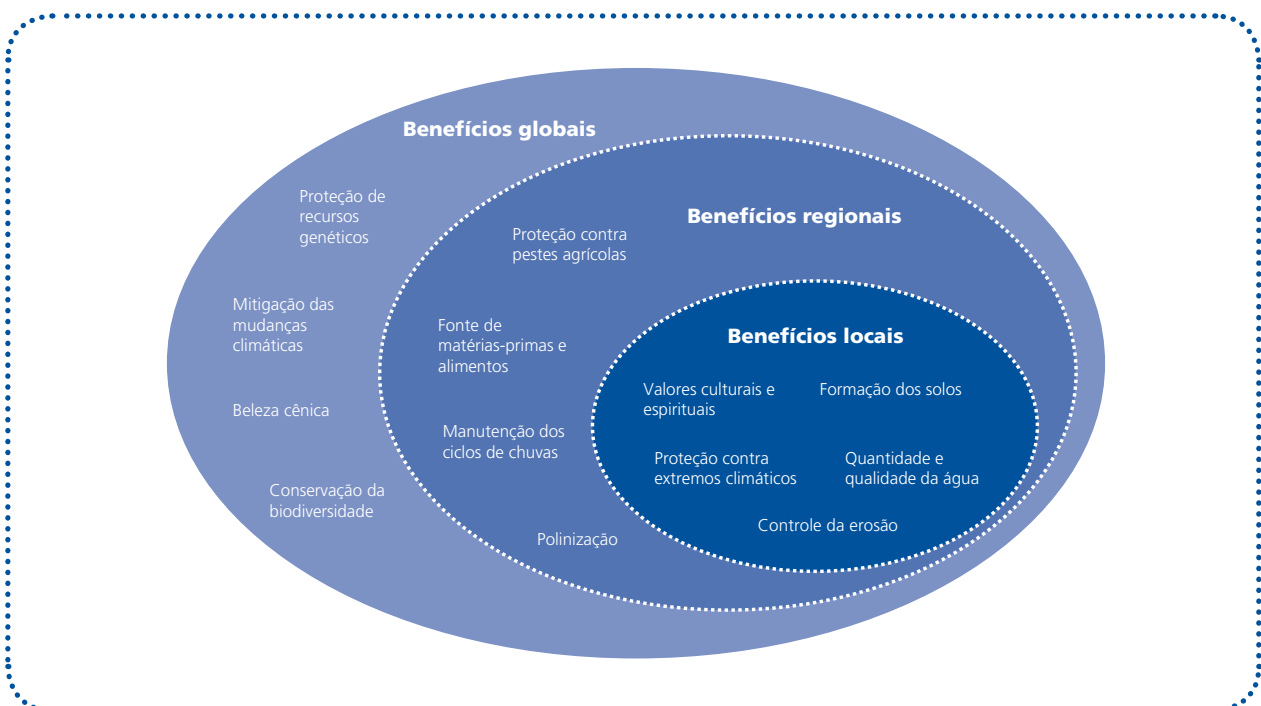 Benefícios globais
Proteção de
recursos
genéticos
Mitigação das
mudanças
climáticas
Beleza cênica
Conservação da
biodiversidade
Benefícios regionais
Proteção contra
pestes agrícolas
Fonte de
matérias-primas e
alimentos
Manutenção dos
ciclos de chuvas
Polinização
Benefícios locais
Valores culturais e
espirituais
Formação dos solos
Proteção contra
extremos climáticos
Quantidade e
qualidade da água
Controle da erosão